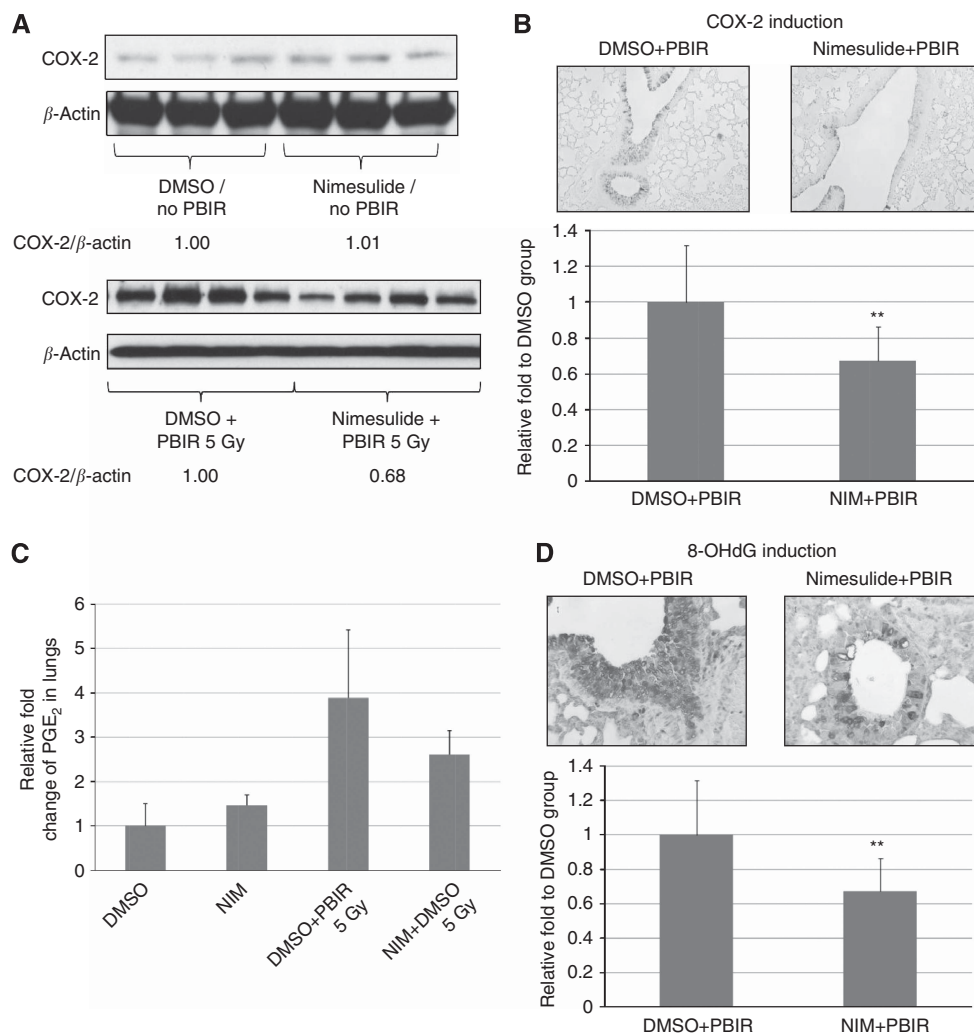 A
COX-2
β-Actin
DMSO / no PBIR
Nimesulide / no PBIR
COX-2/β-actin 1.00 1.01
COX-2
β-Actin
DMSO + PBIR 5 Gy
Nimesulide + PBIR 5 Gy
COX-2/β-actin 1.00 0.68
B
COX-2 induction
DMSO+PBIR Nimesulide+PBIR
Relative fold to DMSO group
1.4
1.2
1
0.8
0.6
0.4
0.2
0
**
DMSO+PBIR NIM+PBIR
C
Relative fold
change of PGE₂ in lungs
6
5
4
3
2
1
0
DMSO
NIM
DMSO+PBIR
5 Gy
NIM+DMSO
5 Gy
D
8-OHdG induction
DMSO+PBIR Nimesulide+PBIR
Relative fold to DMSO group
1.4
1.2
1
0.8
0.6
0.4
0.2
0
**
DMSO+PBIR NIM+PBIR